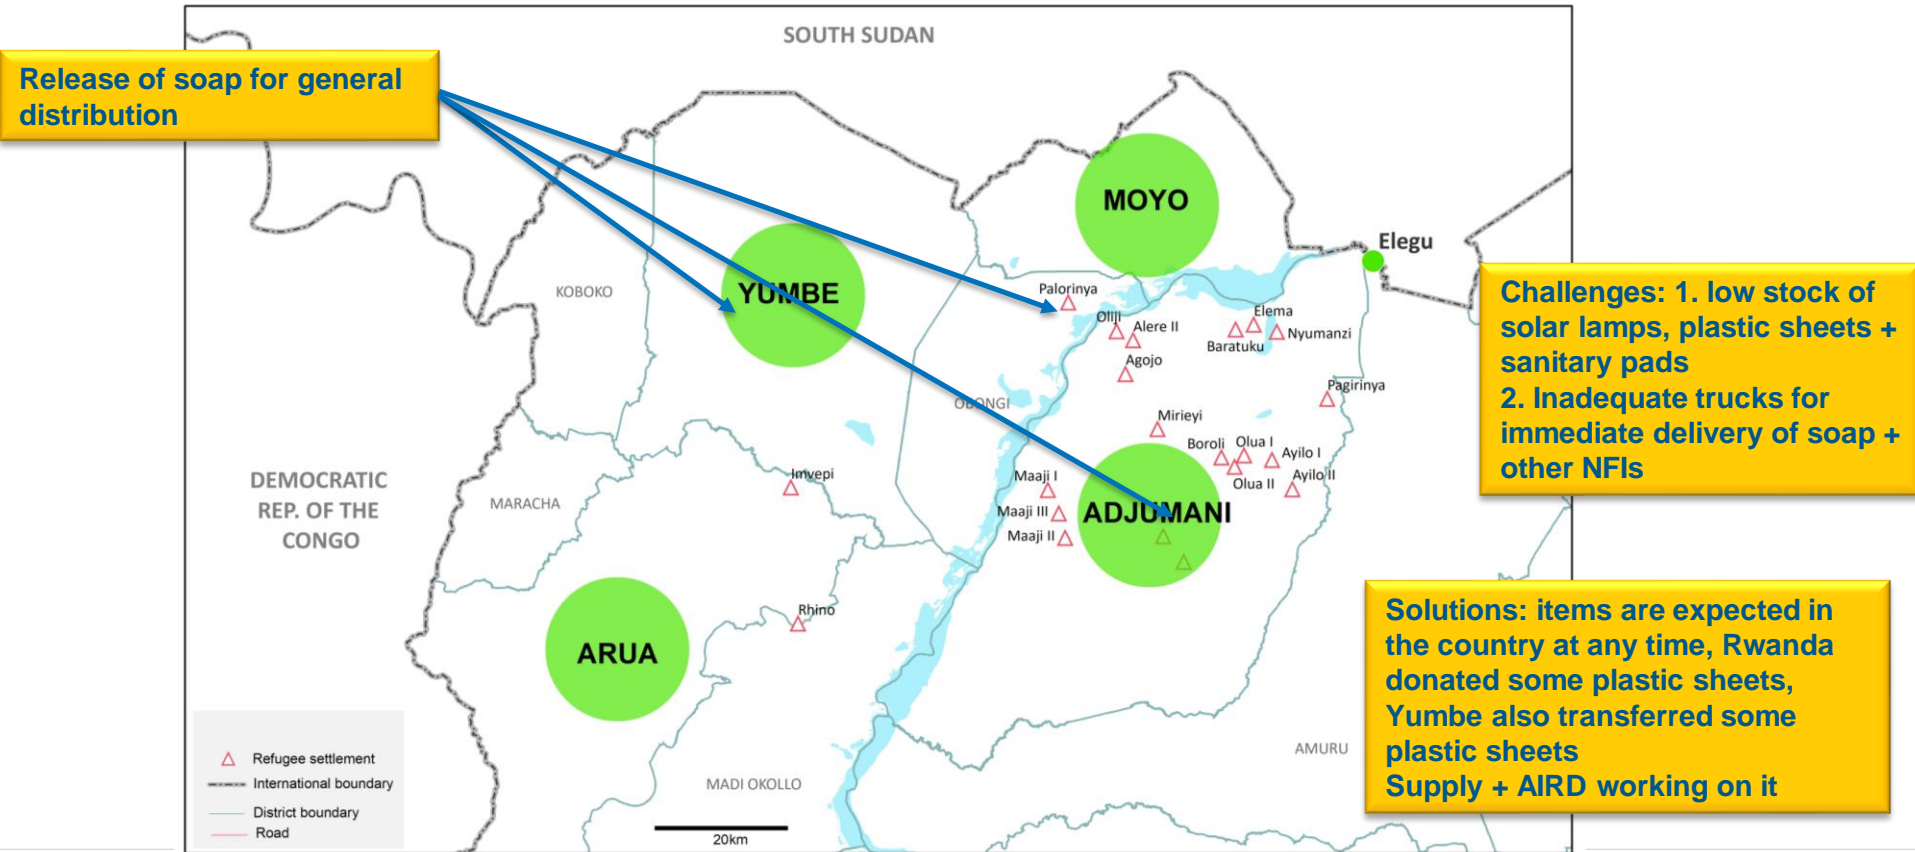 SOUTH SUDAN
Release of soap for general
distribution
MOYO
Elegu
KOBOKO
YUMBE
Palorinya
Oliji
Alere II
Elema
Baratuku
Nyumanzi
Agojo
Challenges: 1. low stock of
solar lamps, plastic sheets +
sanitary pads
2. Inadequate trucks for
immediate delivery of soap +
other NFIs
Pagirinya
OBONGI
Mirieyi
Boroli
Olua I
Ayilo I
Olua II
Ayilo II
DEMOCRATIC
REP. OF THE
CONGO
MARACHA
Imvepi
Maaji I
Maaji III
Maaji II
ADJUMANI
Rhino
ARUA
Solutions: items are expected in
the country at any time, Rwanda
donated some plastic sheets,
Yumbe also transferred some
plastic sheets
Supply + AIRD working on it
AMURU
MADI OKOLLO
Refugee settlement
International boundary
District boundary
Road
20km